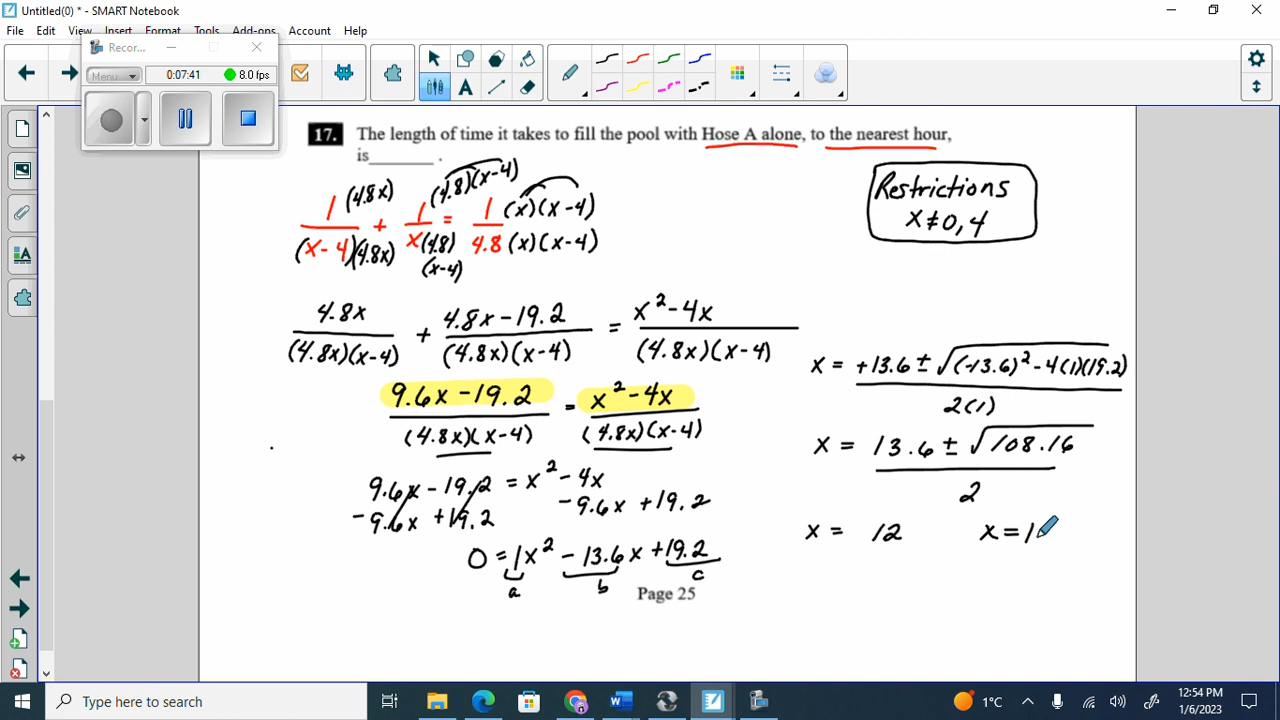 Untitled(0) * - SMART Notebook
File Edit View Insert Format Tools Add-ons Account Help
Recor...
Menu 0:07:41 8.0 fps
17. The length of time it takes to fill the pool with Hose A alone, to the nearest hour,
is_______ .
1 (4.8x) + 1 (4.8)(x-4) = 1 (x)(x-4)
(x-4)(4.8x) x(4.8)(x-4) 4.8 (x)(x-4)
Restrictions
x≠0,4
4.8x + 4.8x-19.2 = x²-4x
(4.8x)(x-4) (4.8x)(x-4) (4.8x)(x-4)
9.6x-19.2 = x²-4x
(4.8x)(x-4) (4.8x)(x-4)
9.6x-19.2 = x²-4x
-9.6x+19.2 -9.6x+19.2
0 = 1x² -13.6x+19.2
a b c
x = +13.6±√(-13.6)²-4(1)(19.2)
2(1)
x = 13.6±√108.16
2
x = 12 x=1
Page 25
Type here to search
1°C
12:54 PM
1/6/2023